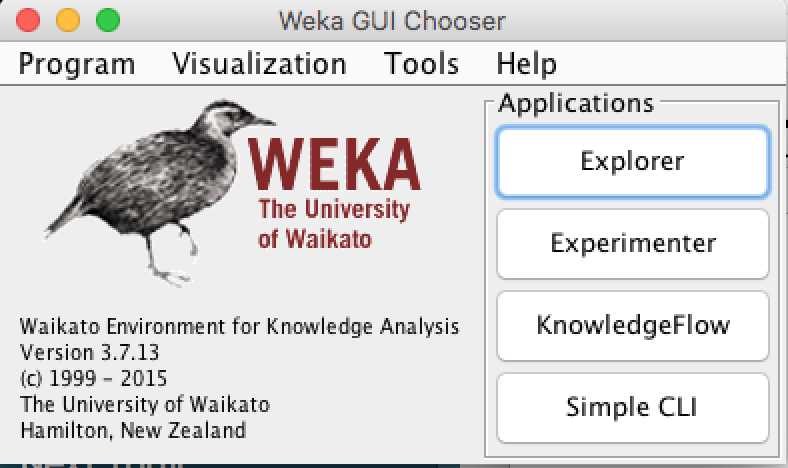 Weka GUI Chooser
Program Visualization Tools Help
Applications
Explorer
Experimenter
KnowledgeFlow
Simple CLI
WEKA
The University
of Waikato
Waikato Environment for Knowledge Analysis
Version 3.7.13
(c) 1999 - 2015
The University of Waikato
Hamilton, New Zealand